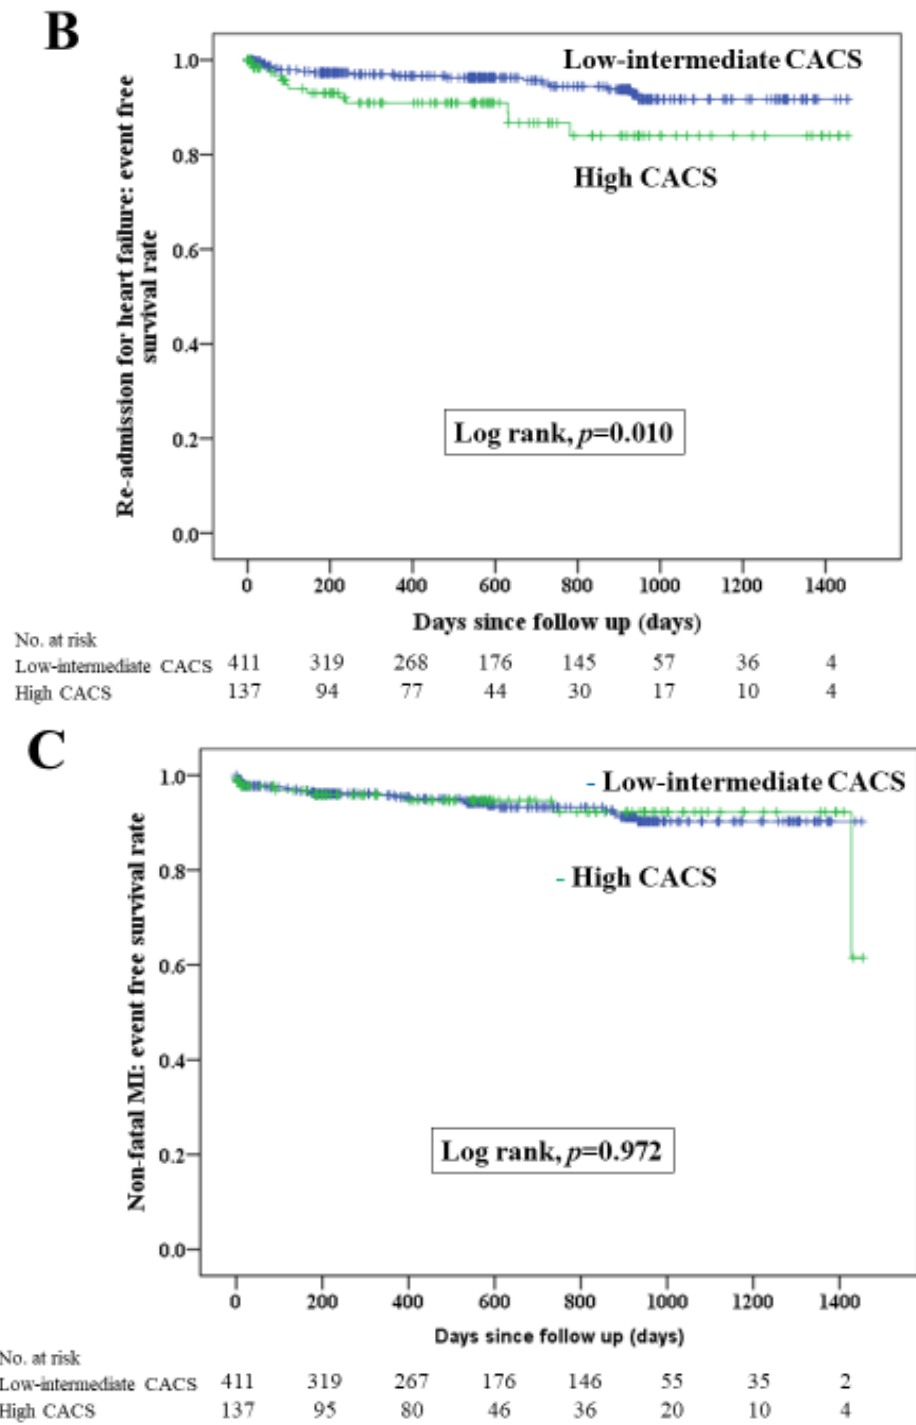 B
1.0
0.8
0.6
0.4
0.2
0.0
Re-admission for heart failure: event free
survival rate
Low-intermediate CACS
High CACS
Log rank, p=0.010
0 200 400 600 800 1000 1200 1400
Days since follow up (days)
No. at risk
Low-intermediate CACS 411 319 268 176 145 57 36 4
High CACS 137 94 77 44 30 17 10 4
C
1.0
0.8
0.6
0.4
0.2
0.0
Non-fatal MI: event free survival rate
- Low-intermediate CACS
- High CACS
Log rank, p=0.972
0 200 400 600 800 1000 1200 1400
Days since follow up (days)
No. at risk
Low-intermediate CACS 411 319 267 176 146 55 35 2
High CACS 137 95 80 46 36 20 10 4